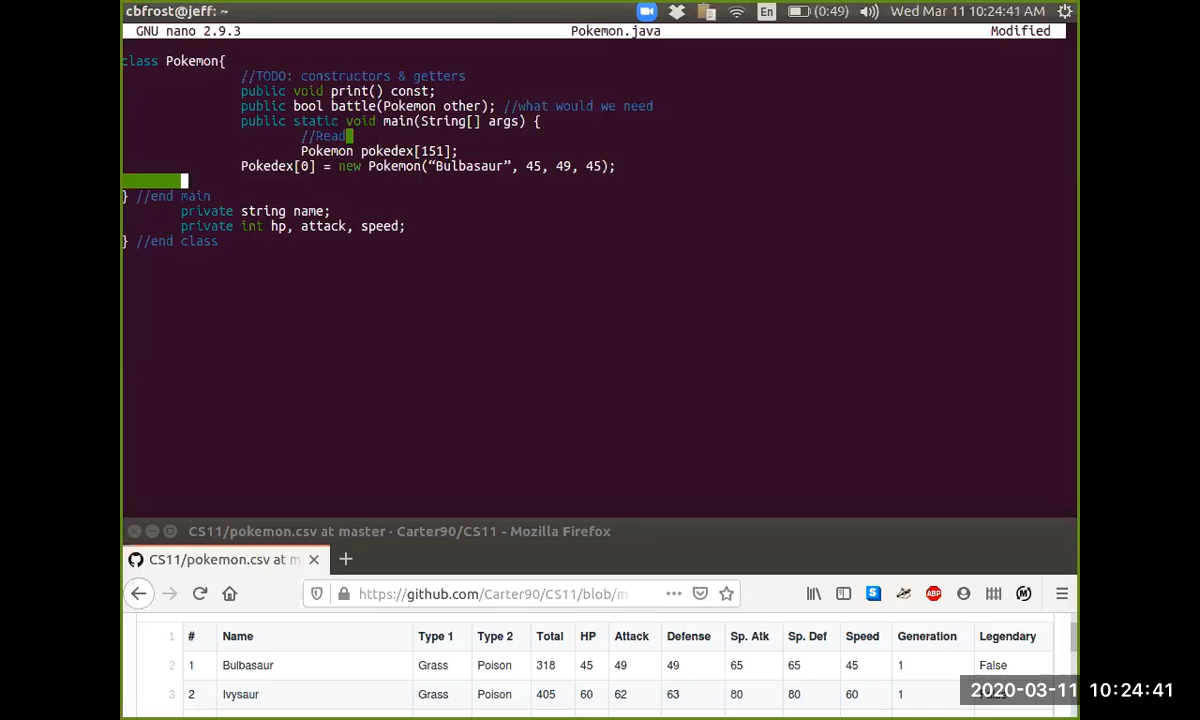 cbfrost@jeff: ~ En (0:49) Wed Mar 11 10:24:41 AM
GNU nano 2.9.3 Pokemon.java Modified
class Pokemon{
//TODO: constructors & getters
public void print() const;
public bool battle(Pokemon other); //what would we need
public static void main(String[] args) {
//Read
Pokemon pokedex[151];
Pokedex[0] = new Pokemon(“Bulbasaur”, 45, 49, 45);
} //end main
private string name;
private int hp, attack, speed;
} //end class
CS11/pokemon.csv at master · Carter90/CS11 - Mozilla Firefox
CS11/pokemon.csv at m
https://github.com/Carter90/CS11/blob/m ABP
1 # Name Type 1 Type 2 Total HP Attack Defense Sp. Atk Sp. Def Speed Generation Legendary
2 1 Bulbasaur Grass Poison 318 45 49 49 65 65 45 1 False
3 2 Ivysaur Grass Poison 405 60 62 63 80 80 60 1
2020-03-11 10:24:41